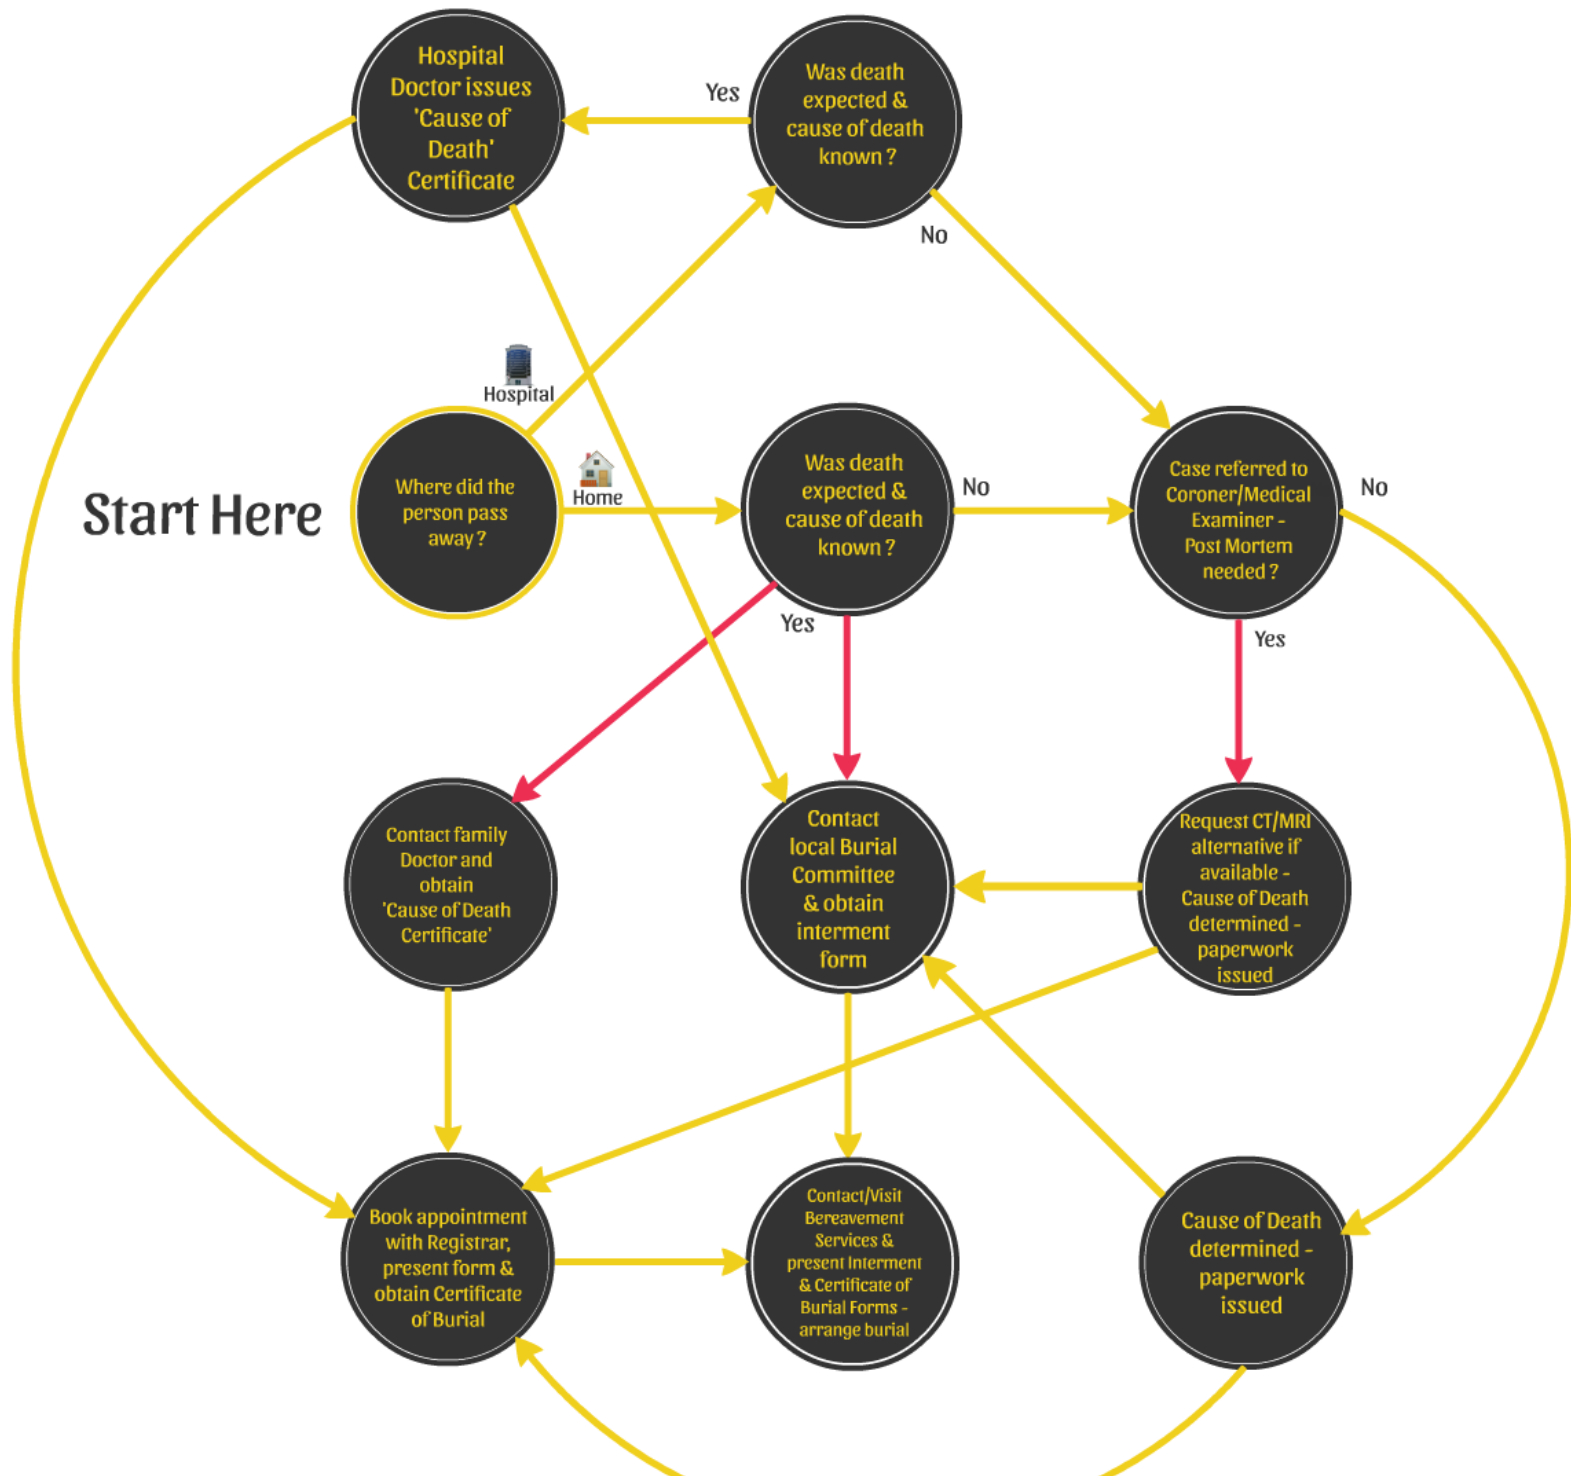 Hospital
Doctor issues
'Cause of
Death'
Certificate
Yes
Was death
expected &
cause of death
known ?
No
Hospital
Start Here
Where did the
person pass
away ?
Home
Was death
expected &
cause of death
known ?
No
Case referred to
Coroner/Medical
Examiner -
Post Mortem
needed ?
No
Yes
Yes
Contact family
Doctor and
obtain
'Cause of Death
Certificate'
Contact
local Burial
Committee
& obtain
interment
form
Request CT/MRI
alternative if
available -
Cause of Death
determined -
paperwork
issued
Book appointment
with Registrar,
present form &
obtain Certificate
of Burial
Contact/Visit
Bereavement
Services &
present Interment
& Certificate of
Burial Forms -
arrange burial
Cause of Death
determined -
paperwork
issued